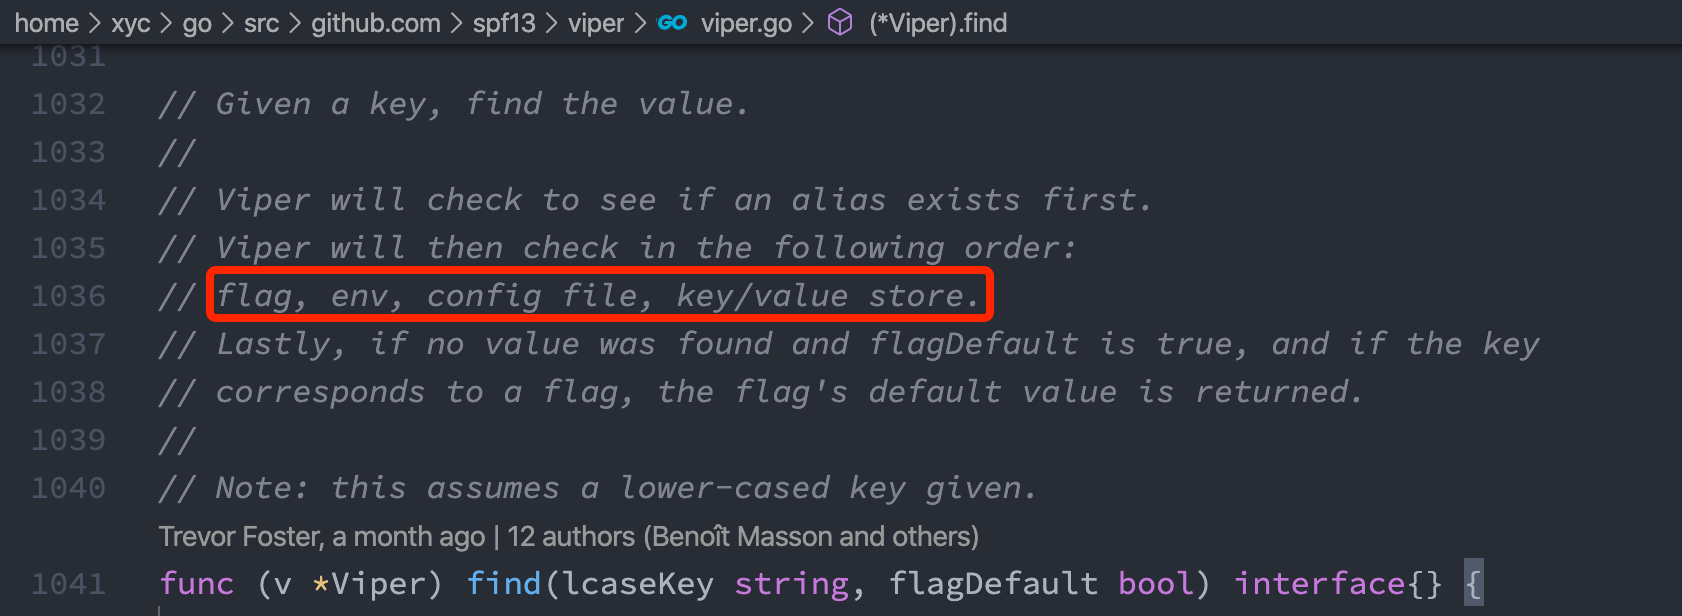 home > xyc > go > src > github.com > spf13 > viper > GO viper.go > (*Viper).find
1031
1032 // Given a key, find the value.
1033 //
1034 // Viper will check to see if an alias exists first.
1035 // Viper will then check in the following order:
1036 // flag, env, config file, key/value store.
1037 // Lastly, if no value was found and flagDefault is true, and if the key
1038 // corresponds to a flag, the flag's default value is returned.
1039 //
1040 // Note: this assumes a lower-cased key given.
Trevor Foster, a month ago | 12 authors (Benoît Masson and others)
1041 func (v *Viper) find(lcaseKey string, flagDefault bool) interface{} {